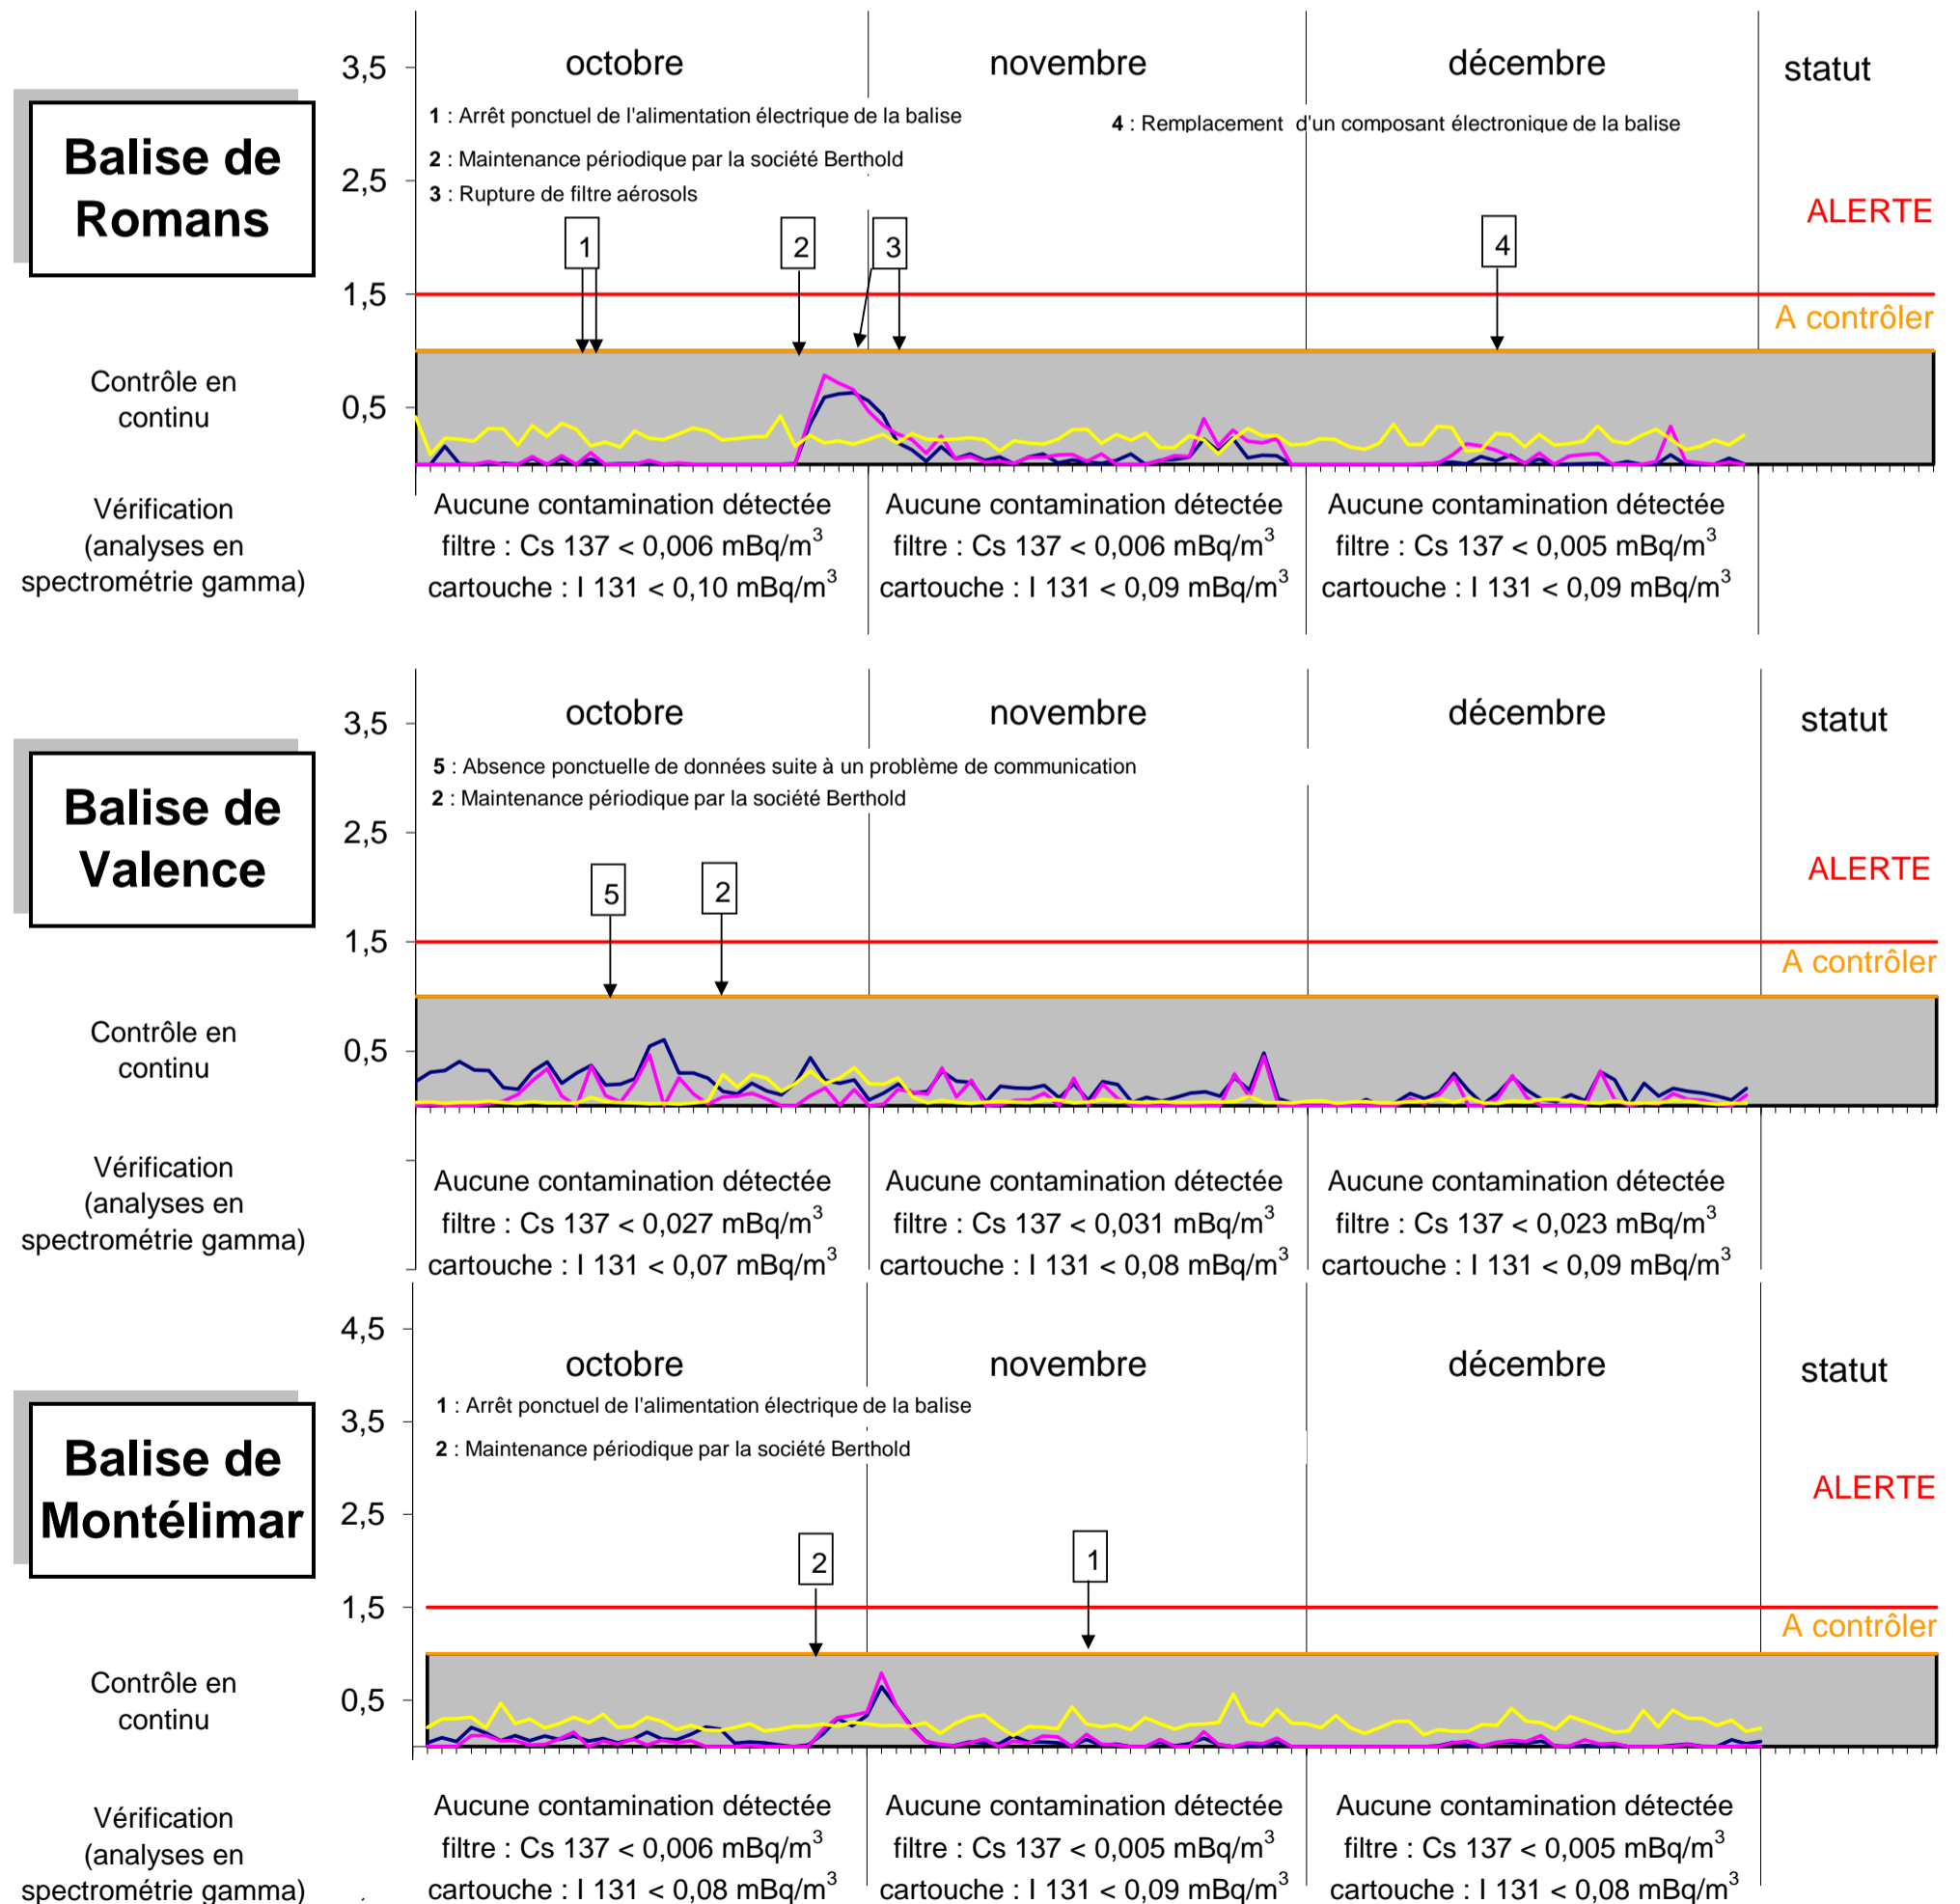 octobre novembre décembre statut
3,5
1 : Arrêt ponctuel de l'alimentation électrique de la balise
4 : Remplacement d'un composant électronique de la balise
2 : Maintenance périodique par la société Berthold
3 : Rupture de filtre aérosols
Balise de
Romans
2,5
ALERTE
1 2 3 4
1,5
A contrôler
Contrôle en
continu
0,5
Vérification
(analyses en
spectrométrie gamma)
Aucune contamination détectée
filtre : Cs 137 < 0,006 mBq/m³
cartouche : I 131 < 0,10 mBq/m³
Aucune contamination détectée
filtre : Cs 137 < 0,006 mBq/m³
cartouche : I 131 < 0,09 mBq/m³
Aucune contamination détectée
filtre : Cs 137 < 0,005 mBq/m³
cartouche : I 131 < 0,09 mBq/m³
octobre novembre décembre statut
3,5
5 : Absence ponctuelle de données suite à un problème de communication
2 : Maintenance périodique par la société Berthold
Balise de
Valence
2,5
ALERTE
5 2
1,5
A contrôler
Contrôle en
continu
0,5
Vérification
(analyses en
spectrométrie gamma)
Aucune contamination détectée
filtre : Cs 137 < 0,027 mBq/m³
cartouche : I 131 < 0,07 mBq/m³
Aucune contamination détectée
filtre : Cs 137 < 0,031 mBq/m³
cartouche : I 131 < 0,08 mBq/m³
Aucune contamination détectée
filtre : Cs 137 < 0,023 mBq/m³
cartouche : I 131 < 0,09 mBq/m³
4,5
octobre novembre décembre statut
1 : Arrêt ponctuel de l'alimentation électrique de la balise
3,5
2 : Maintenance périodique par la société Berthold
Balise de
Montélimar
2,5
ALERTE
2 1
1,5
A contrôler
Contrôle en
continu
0,5
Vérification
(analyses en
spectrométrie gamma)
Aucune contamination détectée
filtre : Cs 137 < 0,006 mBq/m³
cartouche : I 131 < 0,08 mBq/m³
Aucune contamination détectée
filtre : Cs 137 < 0,005 mBq/m³
cartouche : I 131 < 0,09 mBq/m³
Aucune contamination détectée
filtre : Cs 137 < 0,005 mBq/m³
cartouche : I 131 < 0,08 mBq/m³